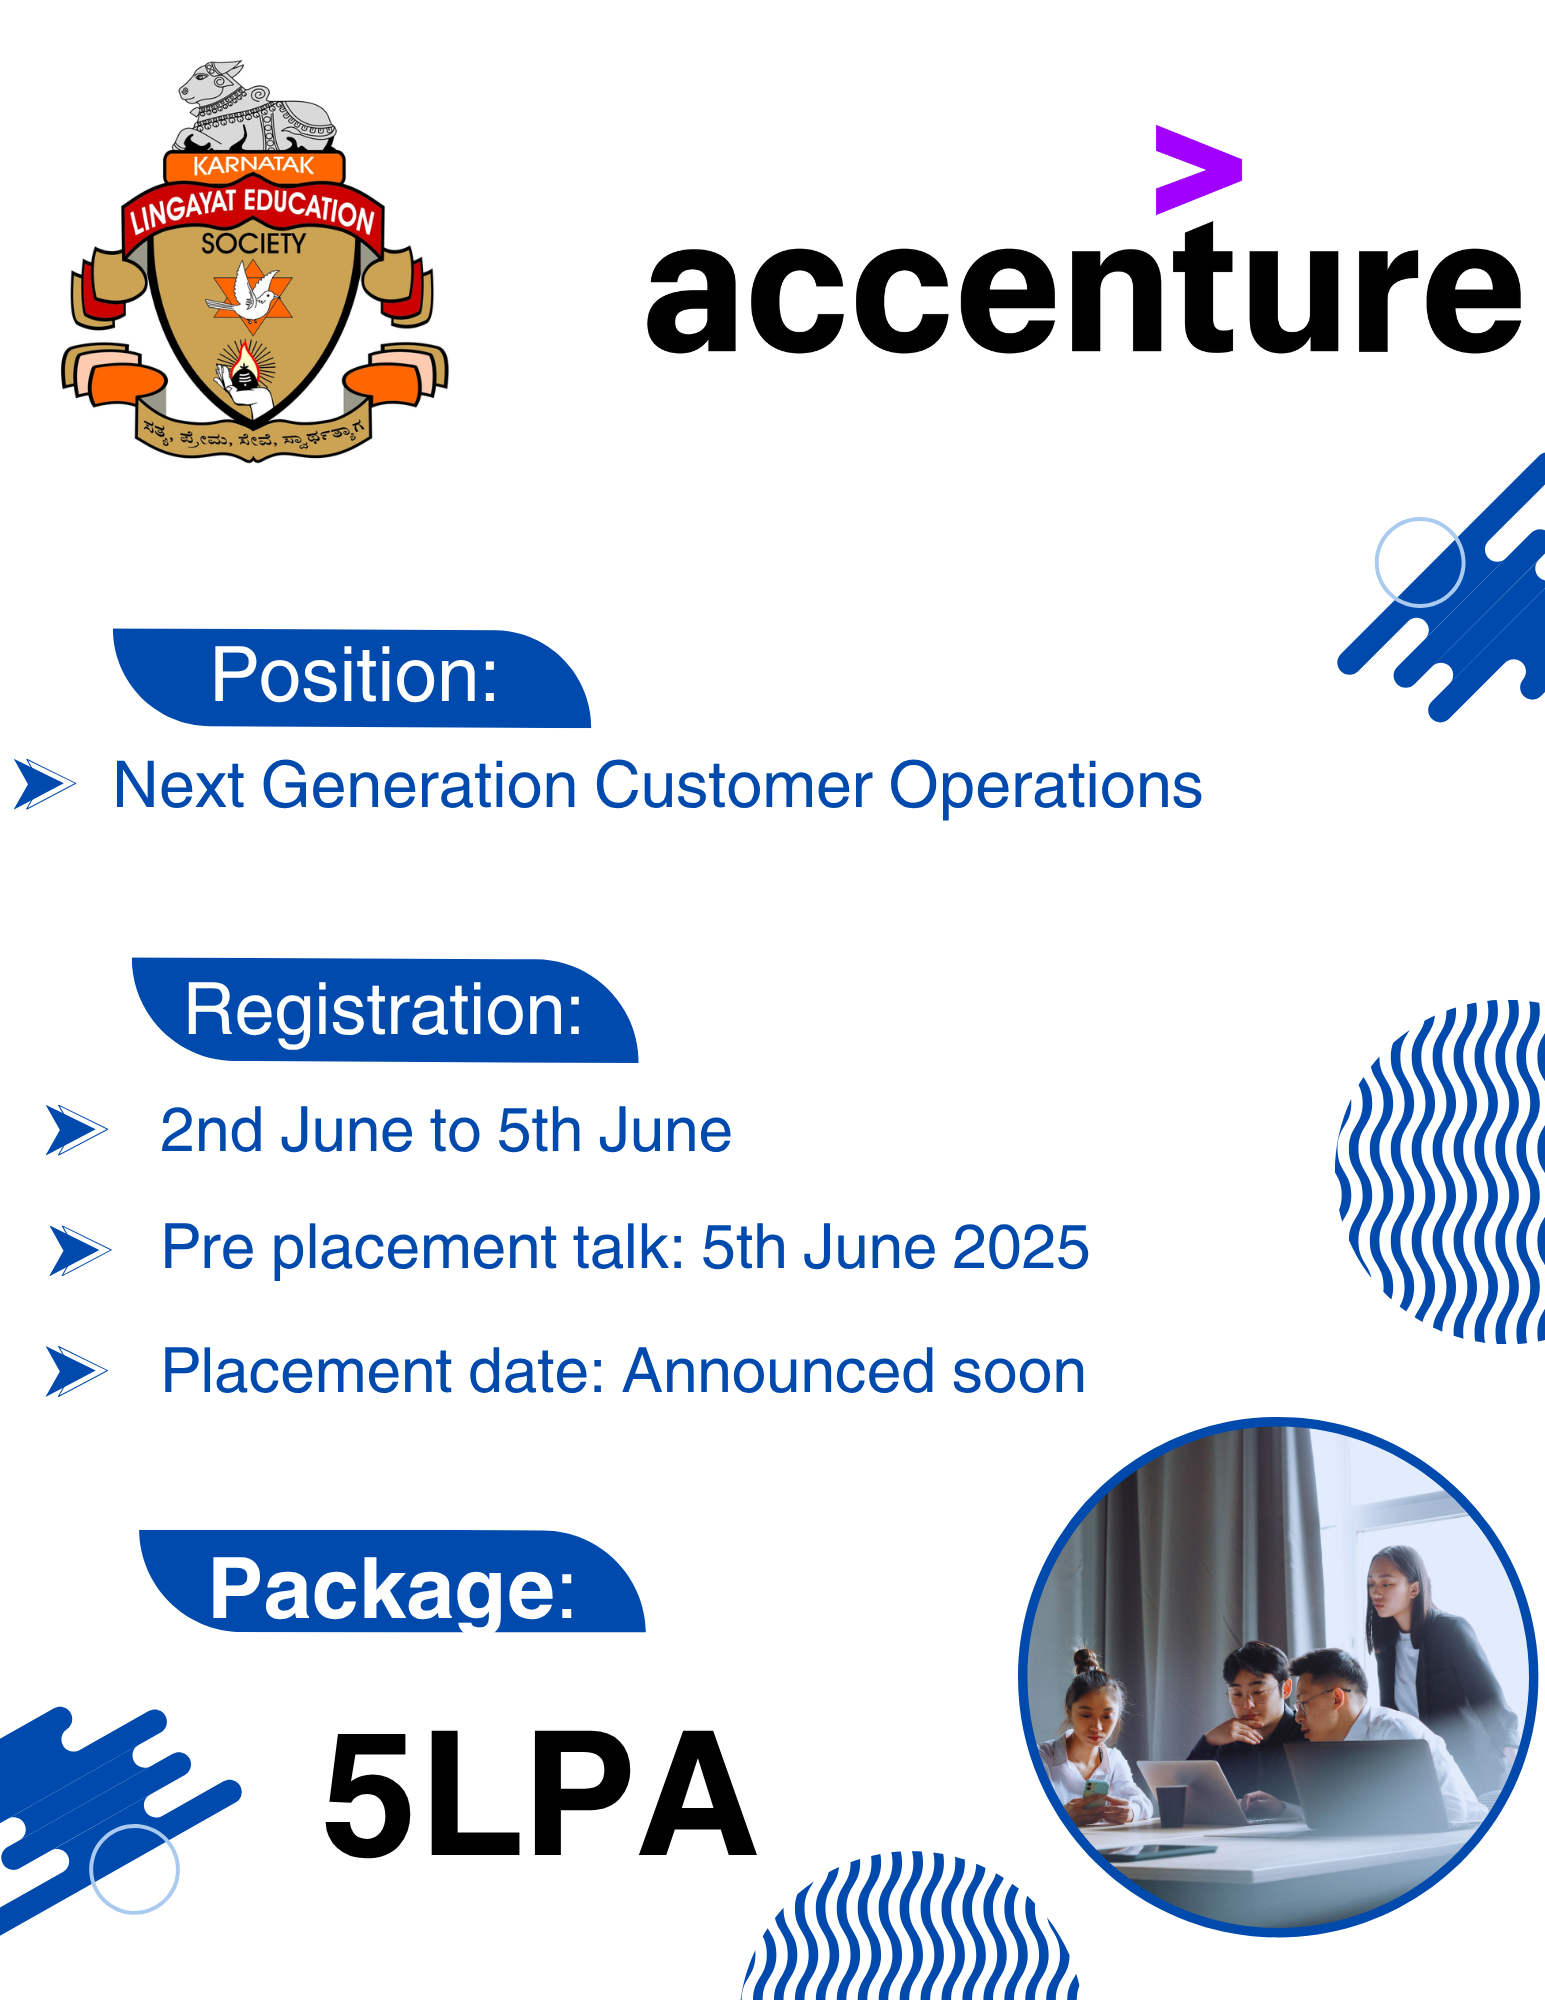 KARNATAK
LINGAYAT EDUCATION
SOCIETY
ಸತ್ಯ, ಪ್ರೇಮ, ಸೇವೆ, ಸ್ವಾರ್ಥತ್ಯಾಗ
>
accenture
Position:
Next Generation Customer Operations
Registration:
2nd June to 5th June
Pre placement talk: 5th June 2025
Placement date: Announced soon
Package:
5LPA